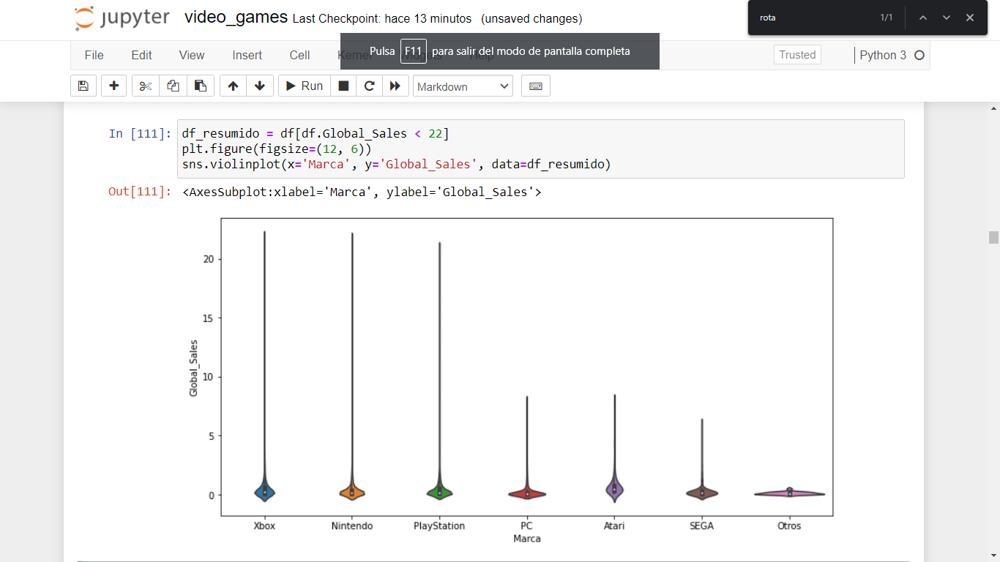 jupyter video_games Last Checkpoint: hace 13 minutos (unsaved changes)
rota 1/1
Pulsa F11 para salir del modo de pantalla completa
File Edit View Insert Cell Kernel Widgets Help Trusted Python 3
Run Markdown
In [111]: df_resumido = df[df.Global_Sales < 22]
plt.figure(figsize=(12, 6))
sns.violinplot(x='Marca', y='Global_Sales', data=df_resumido)
Out[111]: <AxesSubplot:xlabel='Marca', ylabel='Global_Sales'>
20
15
10
5
0
Global_Sales
Xbox Nintendo PlayStation PC Atari SEGA Otros
Marca